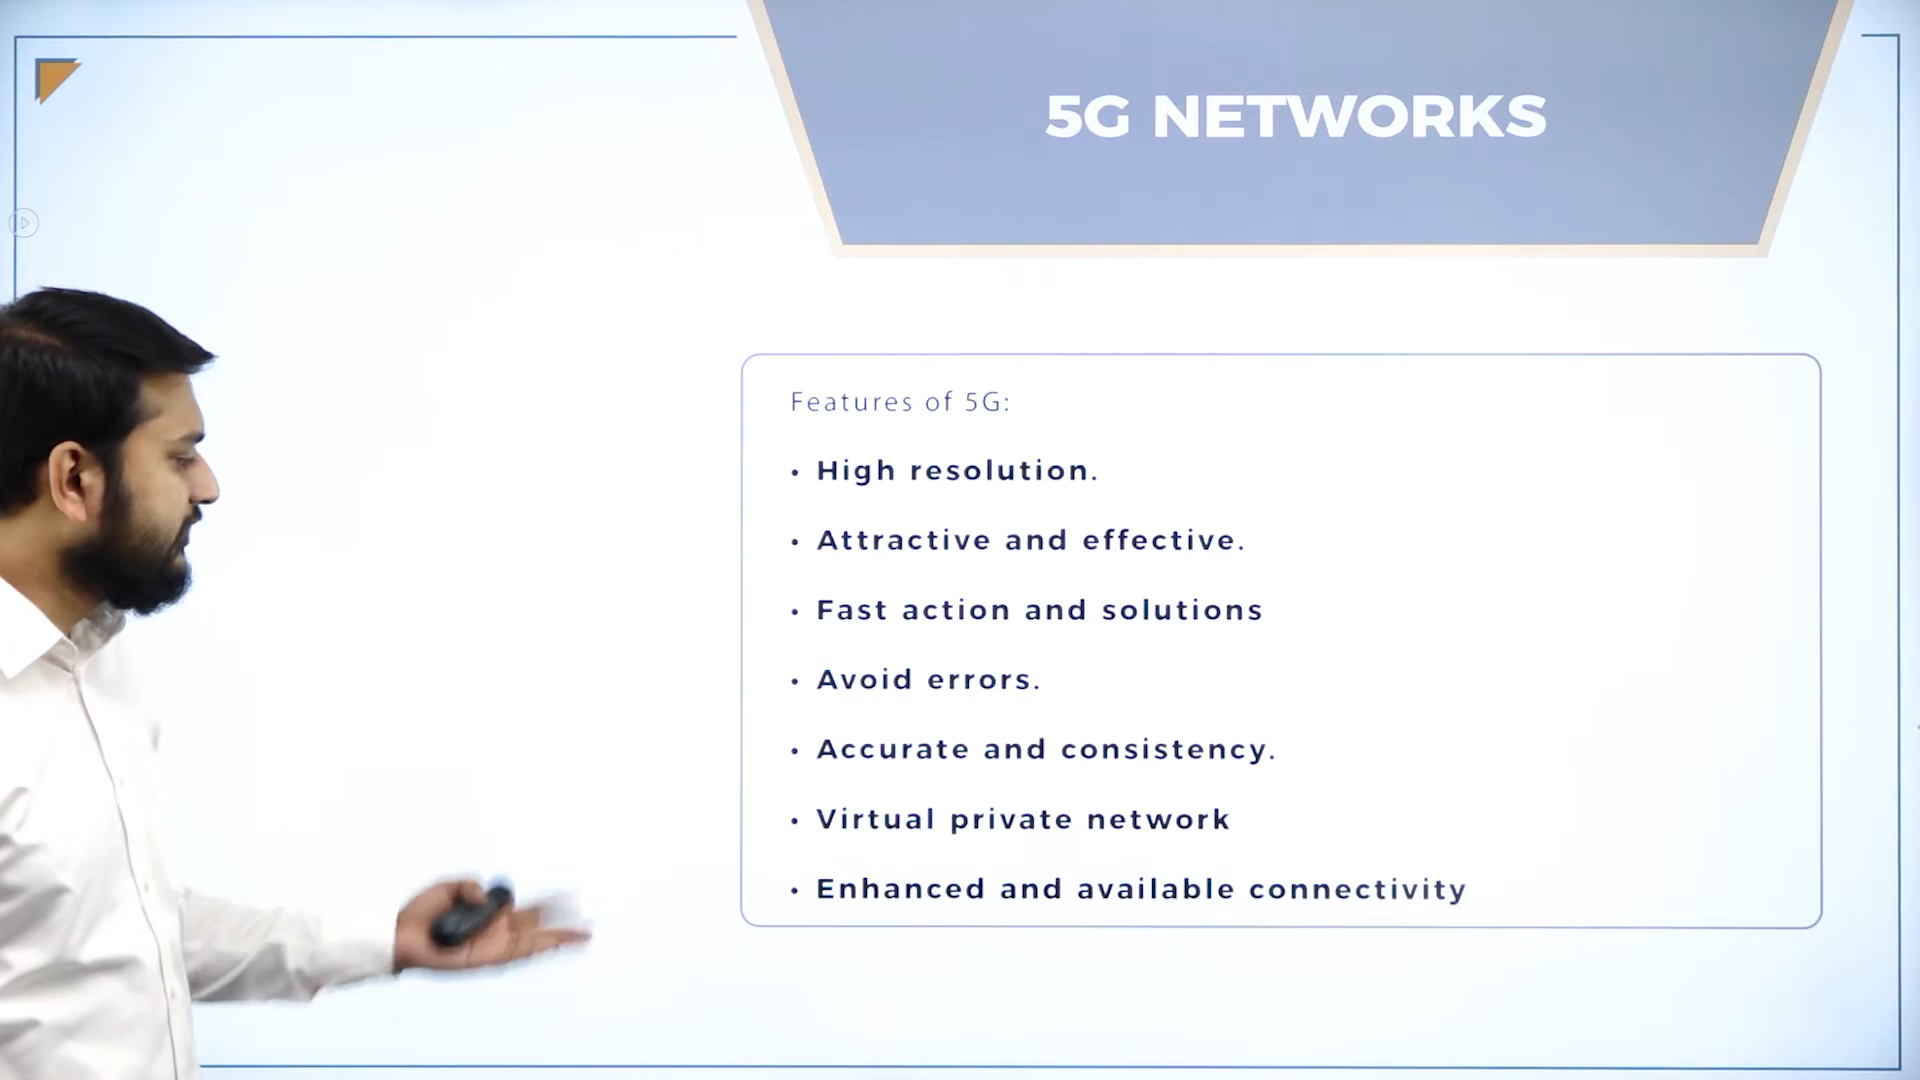 5G NETWORKS
Features of 5G:
• High resolution.
• Attractive and effective.
• Fast action and solutions
• Avoid errors.
• Accurate and consistency.
• Virtual private network
• Enhanced and available connectivity